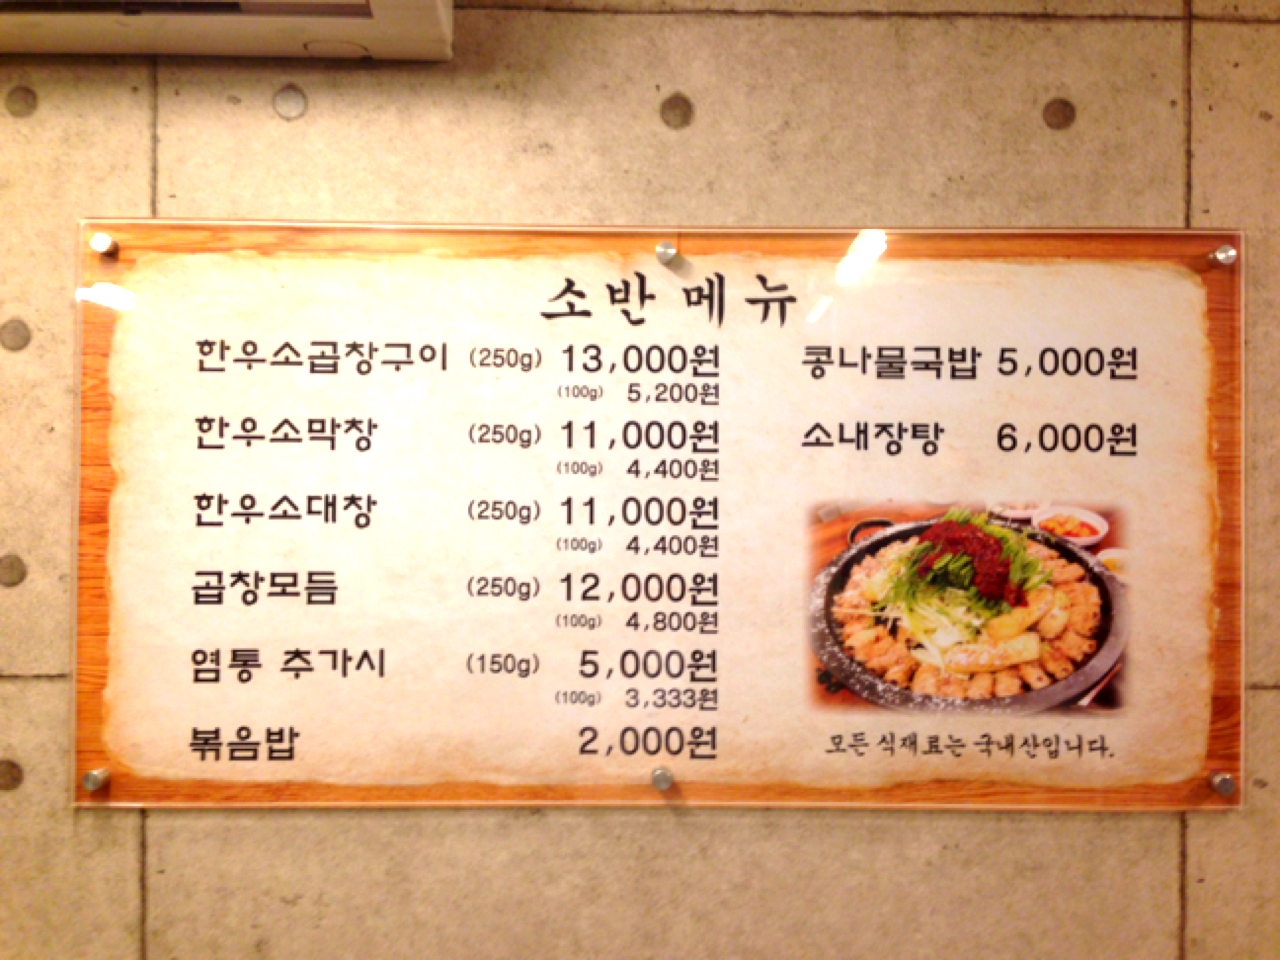 소반 메뉴
한우소곱창구이 (250g) 13,000원
(100g) 5,200원
한우소막창 (250g) 11,000원
(100g) 4,400원
한우소대창 (250g) 11,000원
(100g) 4,400원
곱창모듬 (250g) 12,000원
(100g) 4,800원
염통 추가시 (150g) 5,000원
(100g) 3,333원
볶음밥 2,000원
콩나물국밥 5,000원
소내장탕 6,000원
모든 식재료는 국내산입니다.